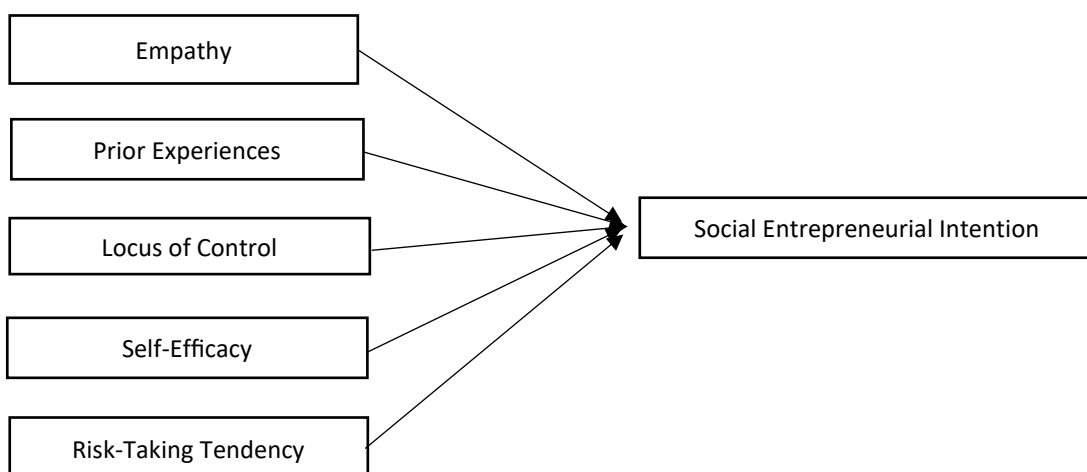 Empathy
Prior Experiences
Locus of Control
Social Entrepreneurial Intention
Self-Efficacy
Risk-Taking Tendency